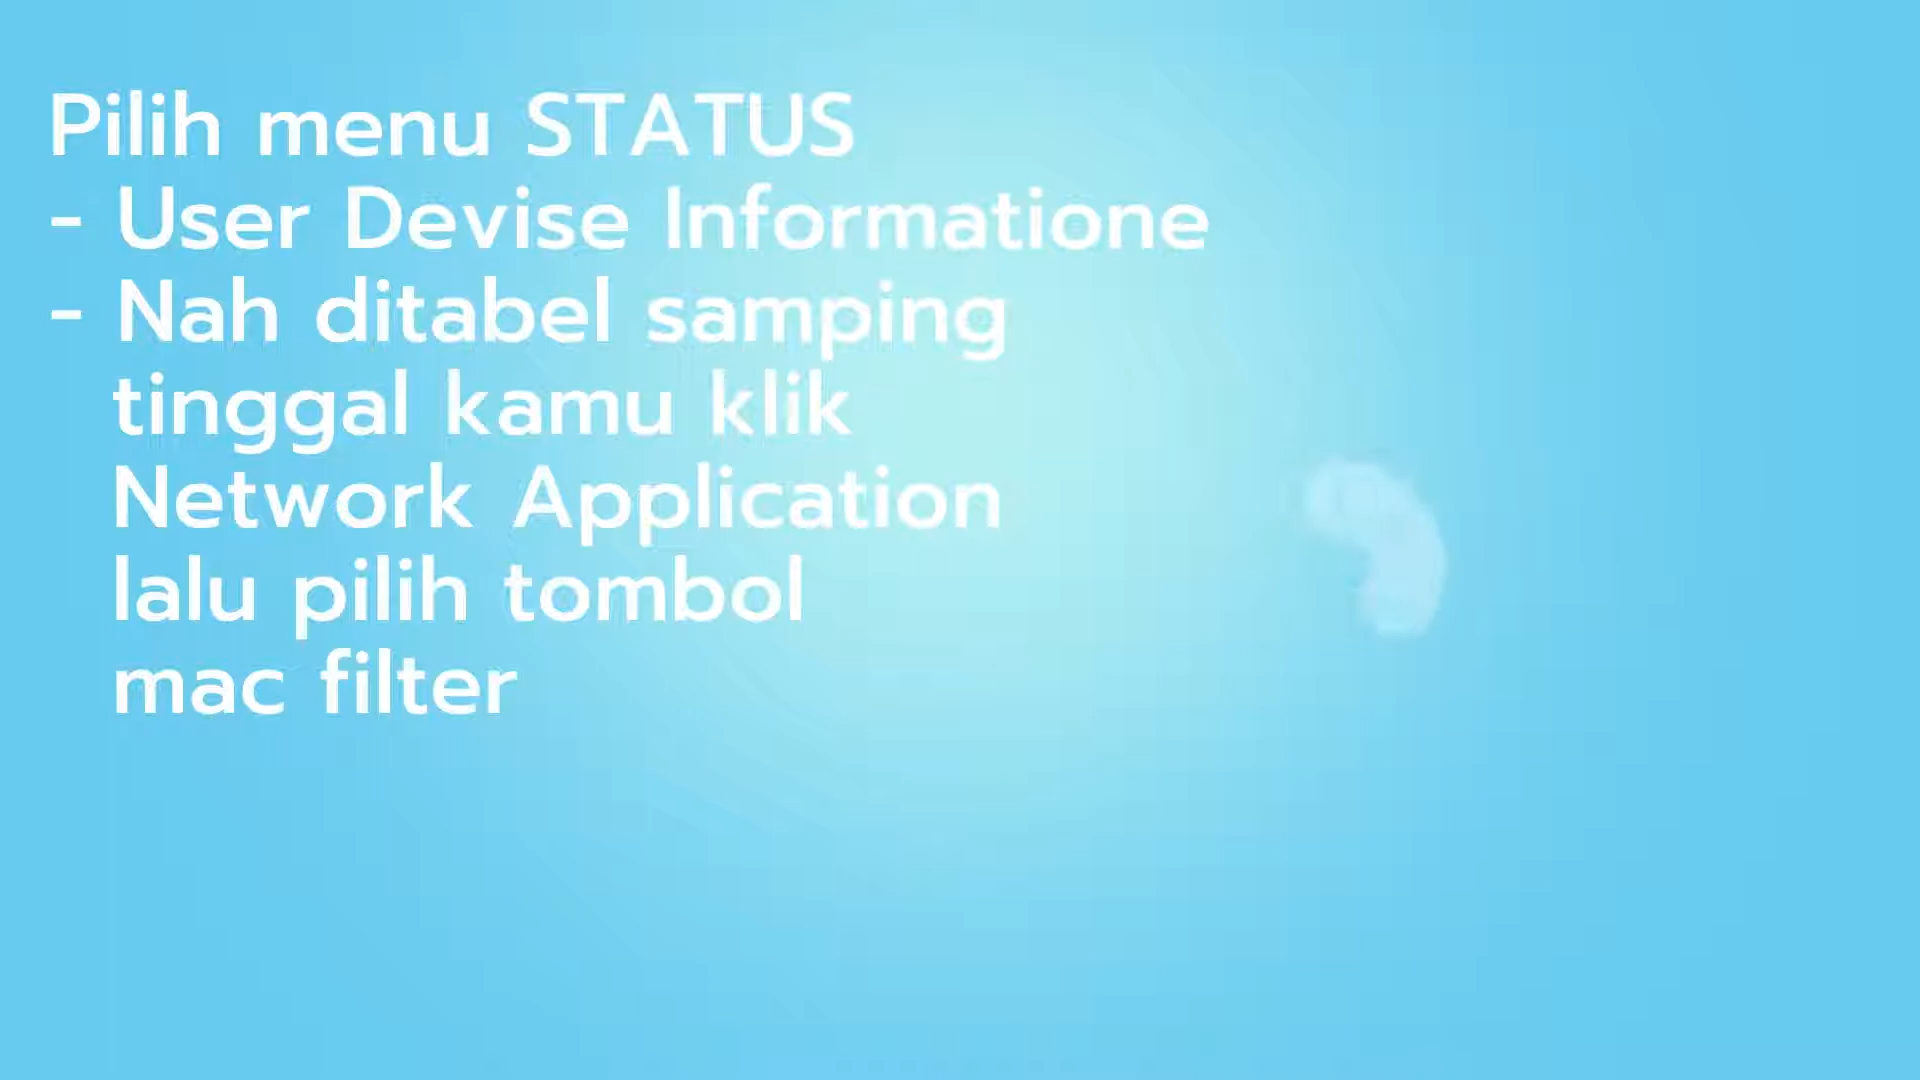 Pilih menu STATUS
- User Devise Informatione
- Nah ditabel samping
tinggal kamu klik
Network Application
lalu pilih tombol
mac filter